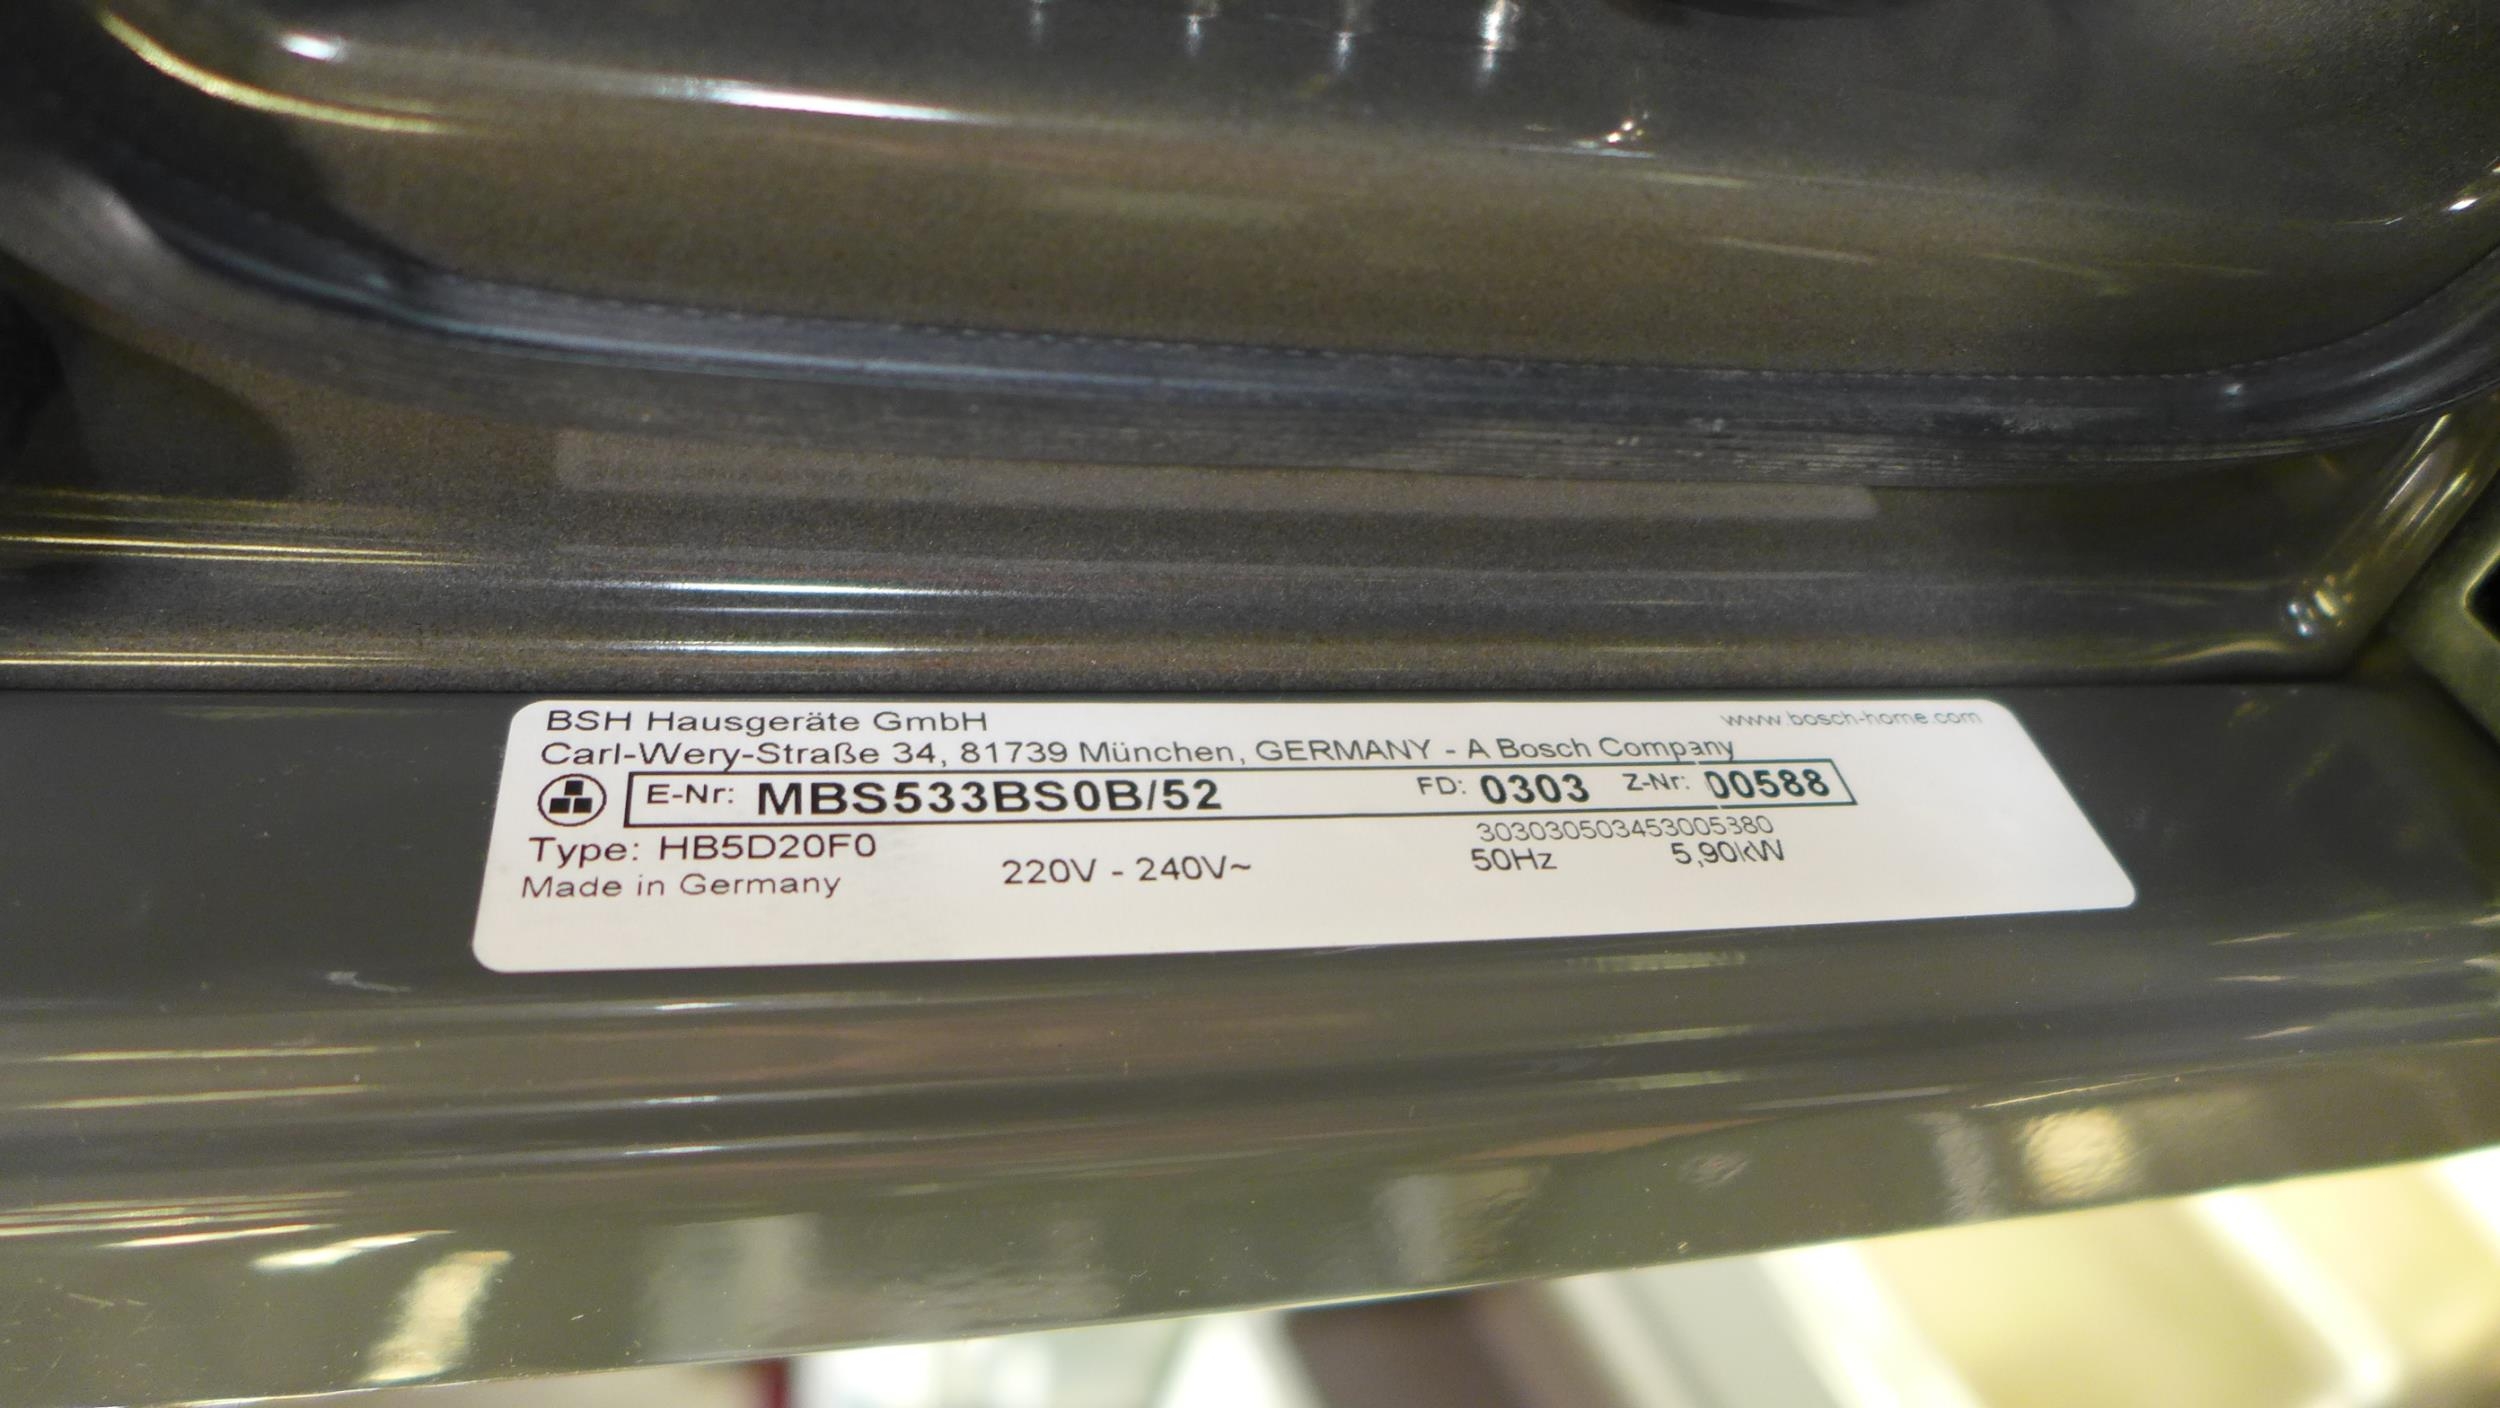 BSH Hausgeräte GmbH www.bosch-home.com
Carl-Wery-Straße 34, 81739 München, GERMANY - A Bosch Company
E-Nr: MBS533BS0B/52 FD: 0303 Z-Nr: 00588
Type: HB5D20F0 303030503453005380
Made in Germany 220V - 240V~ 50Hz 5,90kW